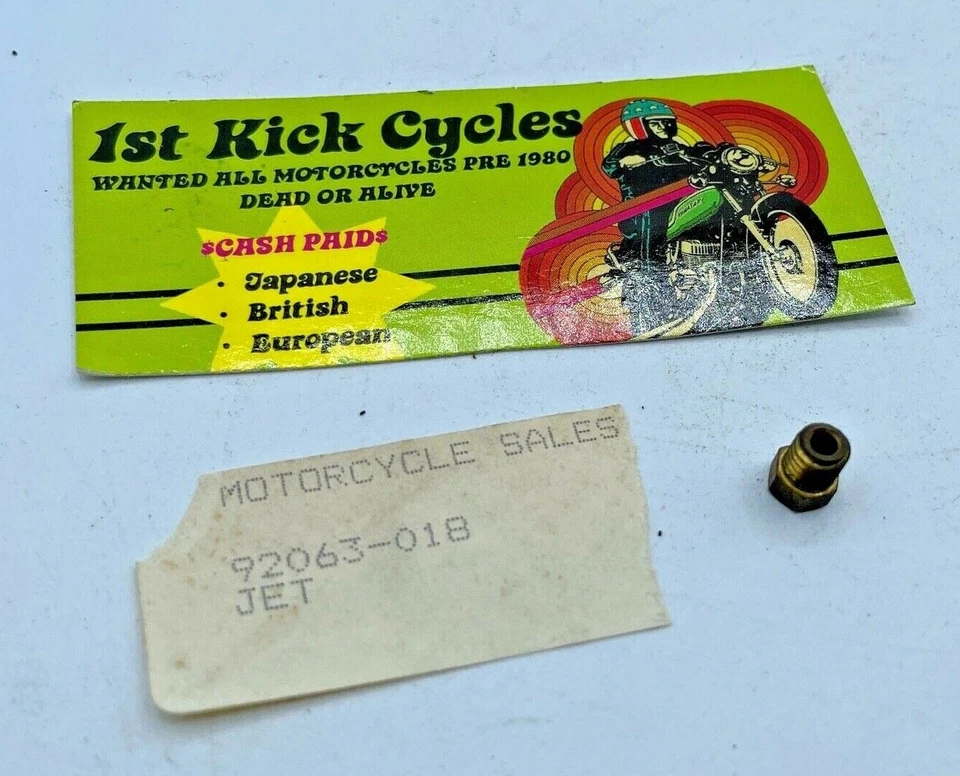 1st Kick Cycles
WANTED ALL MOTORCYCLES PRE 1980
DEAD OR ALIVE
$CASH PAID$
· Japanese
· British
· European
MOTORCYCLE SALES
92063-018
JET